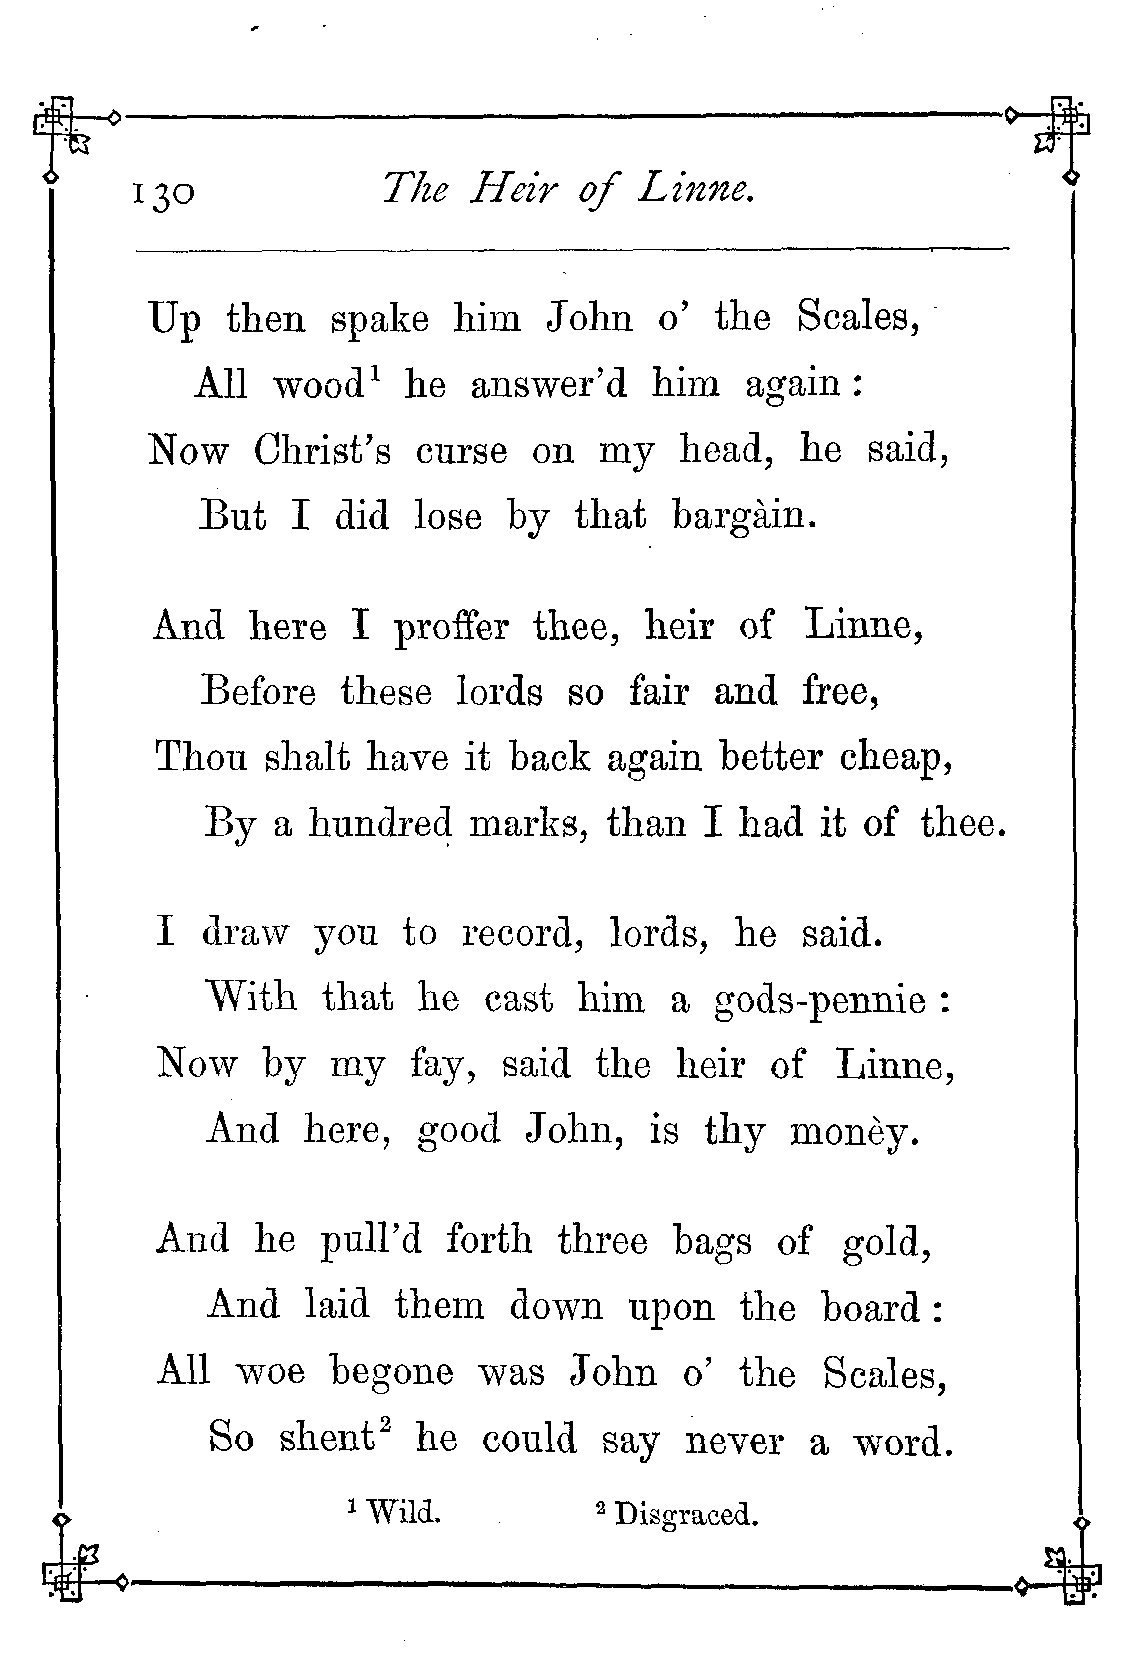 130 The Heir of Linne.
Up then spake him John o' the Scales,
All wood¹ he answer'd him again :
Now Christ's curse on my head, he said,
But I did lose by that bargàin.
And here I proffer thee, heir of Linne,
Before these lords so fair and free,
Thou shalt have it back again better cheap,
By a hundred marks, than I had it of thee.
I draw you to record, lords, he said.
With that he cast him a gods-pennie :
Now by my fay, said the heir of Linne,
And here, good John, is thy monèy.
And he pull'd forth three bags of gold,
And laid them down upon the board :
All woe begone was John o' the Scales,
So shent² he could say never a word.
¹ Wild. ² Disgraced.